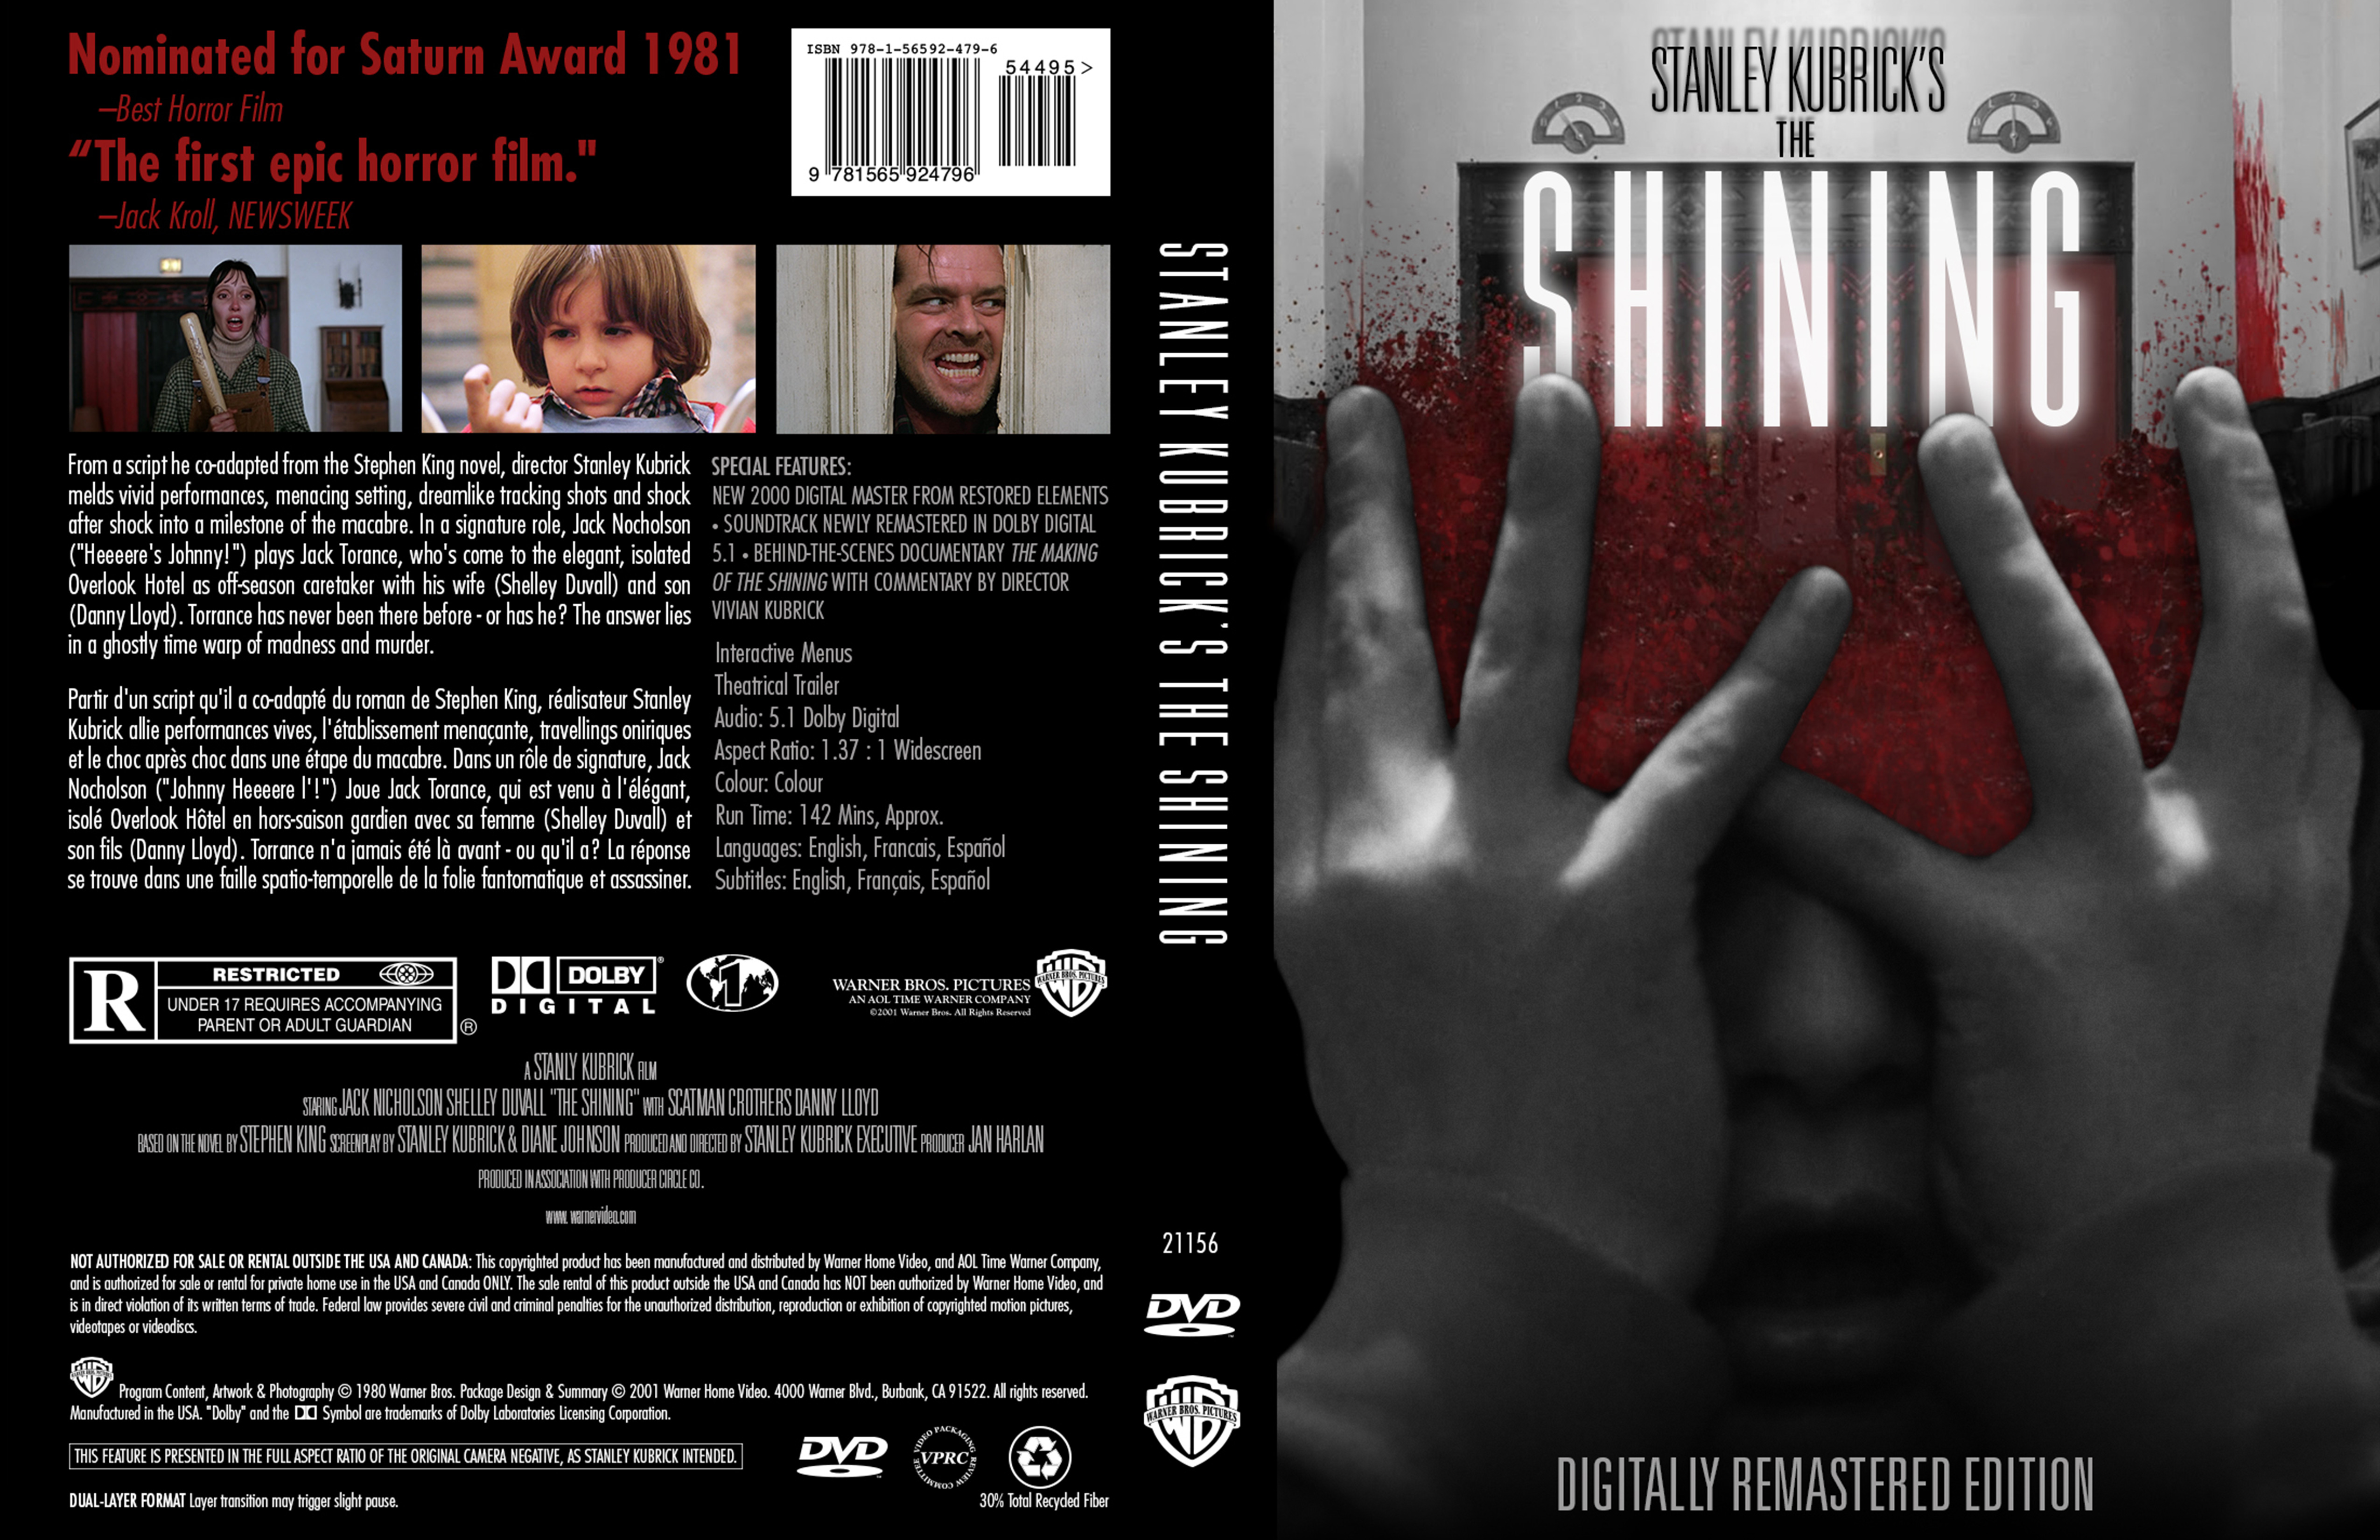 Nominated for Saturn Award 1981
–Best Horror Film
“The first epic horror film."
–Jack Kroll, NEWSWEEK
ISBN 978-1-56592-479-6
54495>
9 781565 924796
From a script he co-adapted from the Stephen King novel, director Stanley Kubrick
melds vivid performances, menacing setting, dreamlike tracking shots and shock
after shock into a milestone of the macabre. In a signature role, Jack Nocholson
("Heeere's Johnny!") plays Jack Torance, who's come to the elegant, isolated
Overlook Hotel as off-season caretaker with his wife (Shelley Duvall) and son
(Danny Lloyd). Torrance has never been there before - or has he? The answer lies
in a ghostly time warp of madness and murder.
Partir d'un script qu'il a co-adapté du roman de Stephen King, réalisateur Stanley
Kubrick allie performances vives, l'établissement menaçante, travellings oniriques
et le choc après choc dans une étape du macabre. Dans un rôle de signature, Jack
Nocholson ("Johnny Heeeere l'!") Joue Jack Torance, qui est venu à l'élégant,
isolé Overlook Hôtel en hors-saison gardien avec sa femme (Shelley Duvall) et
son fils (Danny Lloyd). Torrance n'a jamais été là avant - ou qu'il a? La réponse
se trouve dans une faille spatio-temporelle de la folie fantomatique et assassiner.
SPECIAL FEATURES:
NEW 2000 DIGITAL MASTER FROM RESTORED ELEMENTS
• SOUNDTRACK NEWLY REMASTERED IN DOLBY DIGITAL
5.1 • BEHIND-THE-SCENES DOCUMENTARY THE MAKING
OF THE SHINING WITH COMMENTARY BY DIRECTOR
VIVIAN KUBRICK
Interactive Menus
Theatrical Trailer
Audio: 5.1 Dolby Digital
Aspect Ratio: 1.37 : 1 Widescreen
Colour: Colour
Run Time: 142 Mins, Approx.
Languages: English, Francais, Español
Subtitles: English, Français, Español
R
RESTRICTED
UNDER 17 REQUIRES ACCOMPANYING
PARENT OR ADULT GUARDIAN
®
DOLBY®
DIGITAL
1
WARNER BROS. PICTURES
AN AOL TIME WARNER COMPANY
©2001 Warner Bros. All Rights Reserved
WARNER BROS. PICTURES
WB
A STANLY KUBRICK FILM
STARING JACK NICHOLSON SHELLEY DUVALL "THE SHINING" WITH SCATMAN CROTHERS DANNY LLOYD
BASED ON THE NOVEL BY STEPHEN KING SCREENPLAY BY STANLEY KUBRICK & DIANE JOHNSON PRODUCED AND DIRECTED BY STANLEY KUBRICK EXECUTIVE PRODUCER JAN HARLAN
PRODUCED IN ASSOCIATION WITH PRODUCER CIRCLE CO.
www. warnervideo.com
NOT AUTHORIZED FOR SALE OR RENTAL OUTSIDE THE USA AND CANADA: This copyrighted product has been manufactured and distributed by Warner Home Video, and AOL Time Warner Company,
and is authorized for sale or rental for private home use in the USA and Canada ONLY. The sale rental of this product outside the USA and Canada has NOT been authorized by Warner Home Video, and
is in direct violation of its written terms of trade. Federal law provides severe civil and criminal penalties for the unauthorized distribution, reproduction or exhibition of copyrighted motion pictures,
videotapes or videodiscs.
Program Content, Artwork & Photography © 1980 Warner Bros. Package Design & Summary © 2001 Warner Home Video. 4000 Warner Blvd., Burbank, CA 91522. All rights reserved.
Manufactured in the USA. "Dolby" and the Symbol are trademarks of Dolby Laboratories Licensing Corporation.
THIS FEATURE IS PRESENTED IN THE FULL ASPECT RATIO OF THE ORIGINAL CAMERA NEGATIVE, AS STANLEY KUBRICK INTENDED.
DUAL-LAYER FORMAT Layer transition may trigger slight pause.
DVD
VIDEO PACKAGING REVIEW COMMITTEE
VPRC
30% Total Recycled Fiber
STANLEY KUBRICK'S THE SHINING
21156
DVD
WARNER BROS. PICTURES
WB
STANLEY KUBRICK'S
THE
SHINING
DIGITALLY REMASTERED EDITION